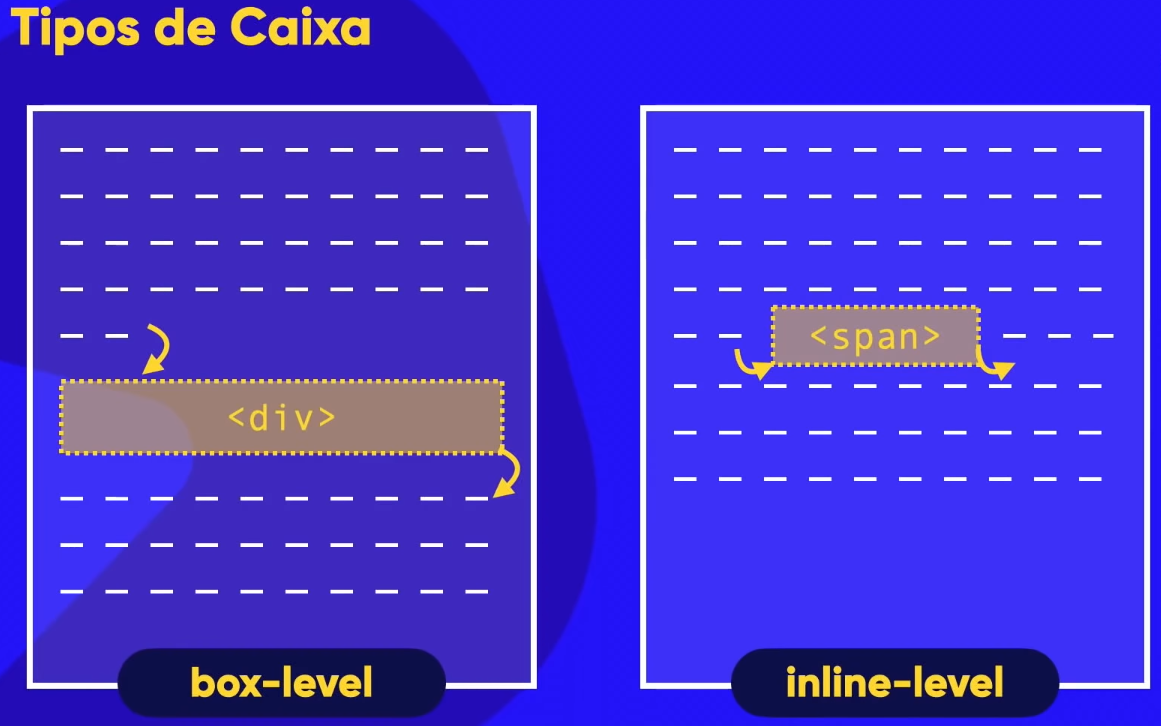 Tipos de Caixa
<div>
<span>
box-level
inline-level